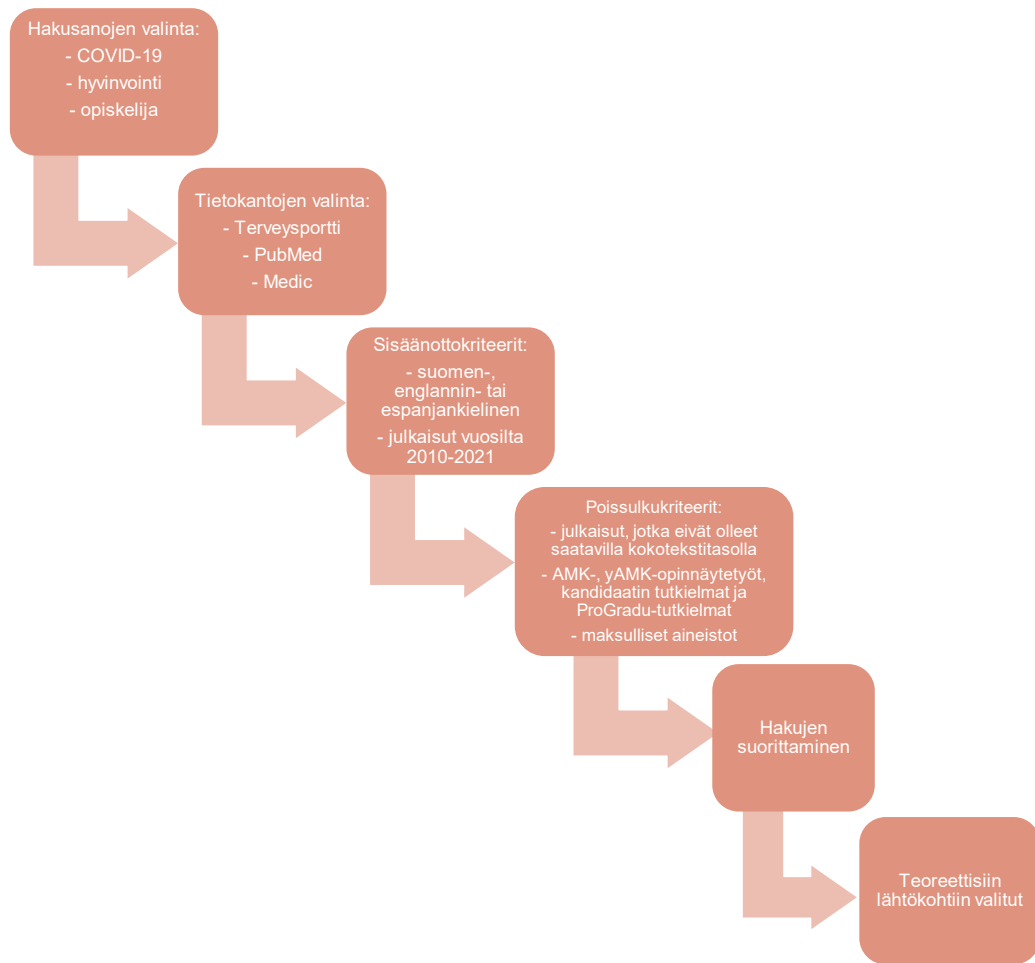 Hakusanojen valinta:
- COVID-19
- hyvinvointi
- opiskelija
Tietokantojen valinta:
- Terveysportti
- PubMed
- Medic
Sisäänottokriteerit:
- suomen-,
englannin- tai
espanjankielinen
- julkaisut vuosilta
2010-2021
Poissulkukriteerit:
- julkaisut, jotka eivät olleet
saatavilla kokotekstitasolla
- AMK-, yAMK-opinnäytetyöt,
kandidaatin tutkielmat ja
ProGradu-tutkielmat
- maksulliset aineistot
Hakujen
suorittaminen
Teoreettisiin
lähtökohtiin valitut